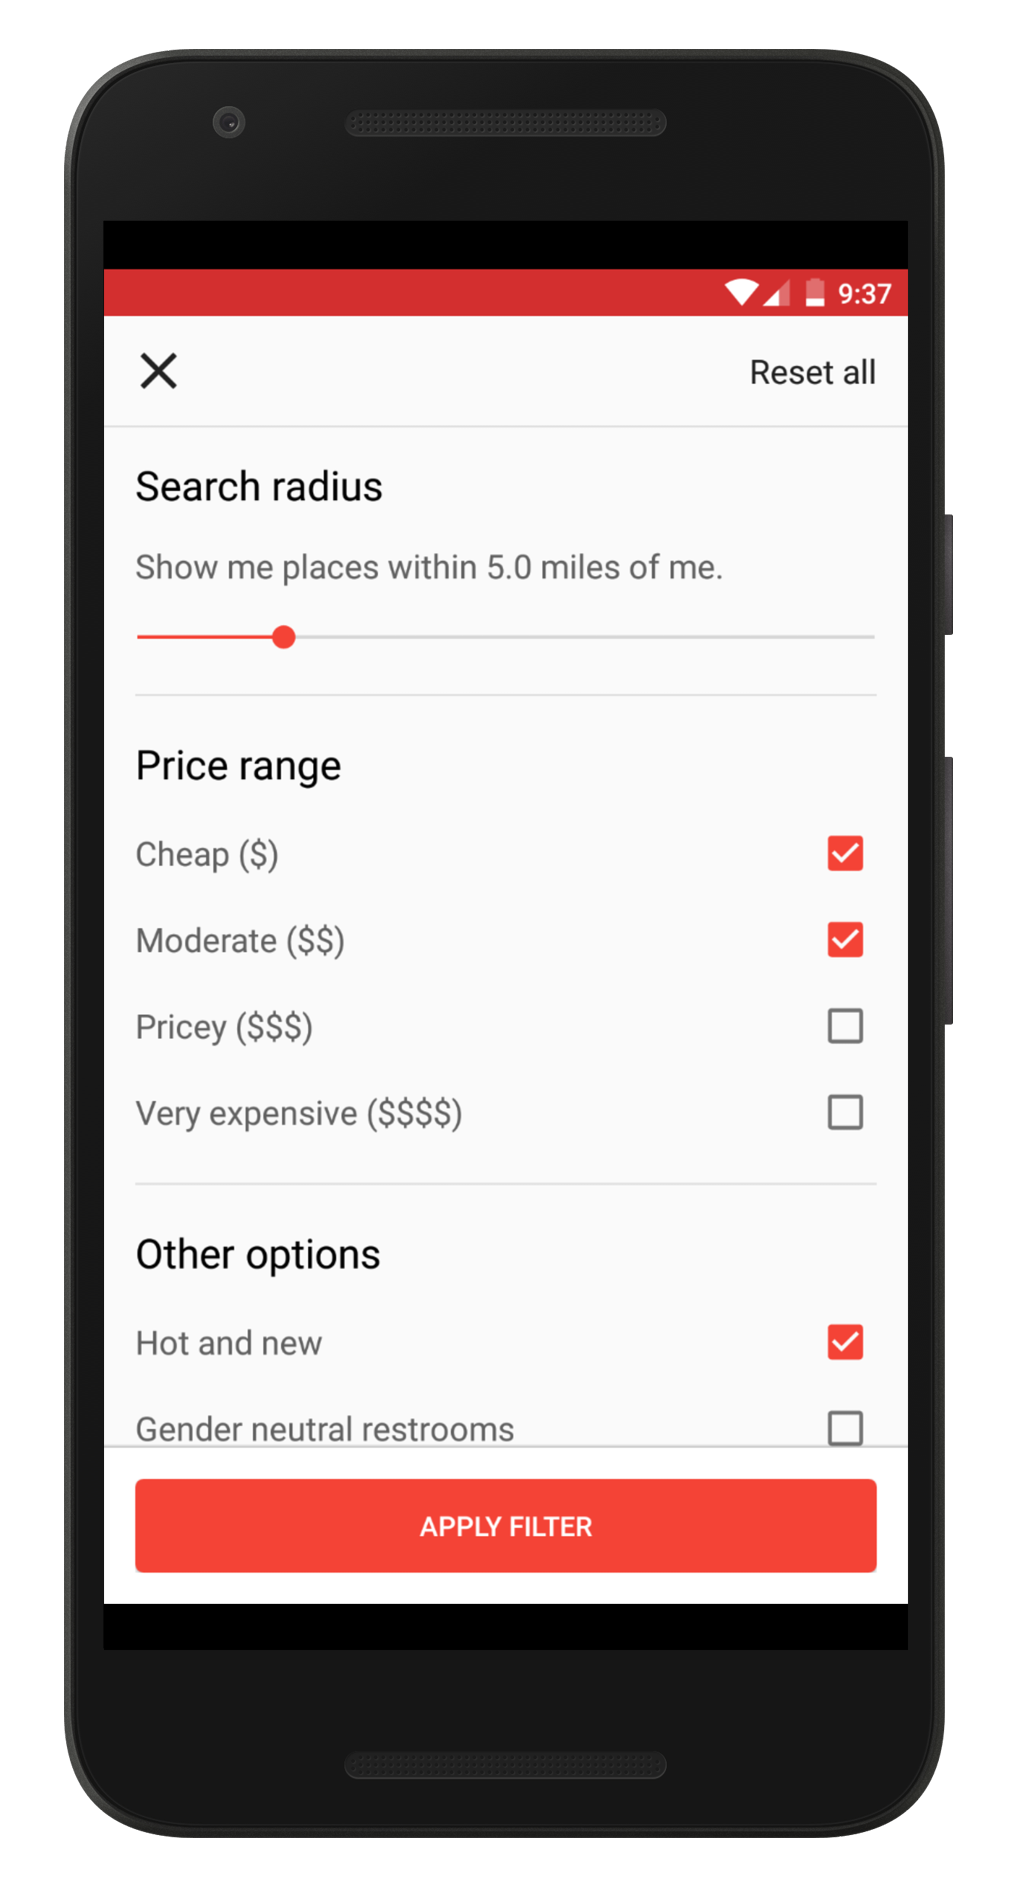 9:37
Reset all
Search radius
Show me places within 5.0 miles of me.
Price range
Cheap ($)
Moderate ($$)
Pricey ($$$)
Very expensive ($$$$)
Other options
Hot and new
Gender neutral restrooms
APPLY FILTER